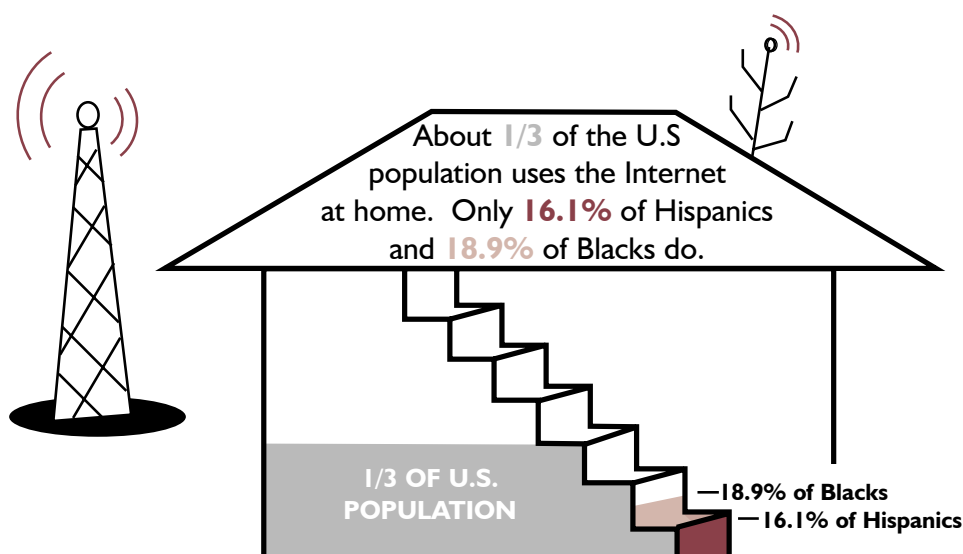 About 1/3 of the U.S
population uses the Internet
at home. Only 16.1% of Hispanics
and 18.9% of Blacks do.
1/3 OF U.S.
POPULATION
18.9% of Blacks
16.1% of Hispanics